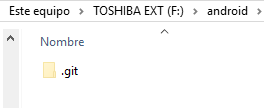 Este equipo > TOSHIBA EXT (F:) > android >
Nombre
.git